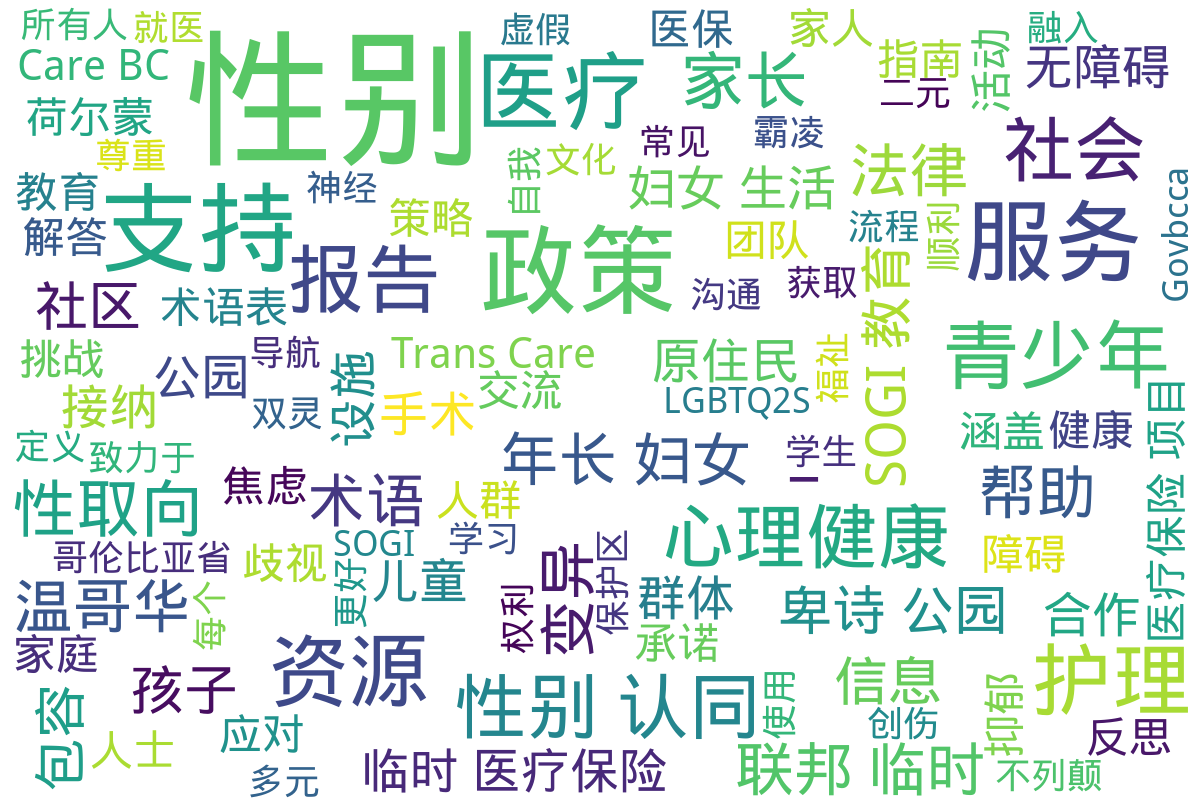 所有人
就医
虚假
医保
家人
融入
Care BC
性别
医疗
家长
指南
活动
无障碍
二元
荷尔蒙
尊重
常见
霸凌
社会
自我
文化
法律
教育
神经
妇女 生活
Govbcca
支持
策略
解答
团队
流程
顺利
服务
报告
政策
社区
术语表
沟通
获取
SOGI 教育
挑战
导航
Trans Care
原住民
福祉
青少年
公园
设施
交流
接纳
双灵
手术
LGBTQ2S
医疗保险 项目
定义
致力于
年长 妇女
学生
涵盖
健康
性取向
焦虑
术语
人群
一
帮助
哥伦比亚省
歧视
SOGI
学习
心理健康
障碍
温哥华
每个
更好
儿童
权利
变异
保护区
群体
卑诗 公园
合作
家庭
承诺
孩子
资源
性别 认同
使用
信息
抑郁
护理
包容
人士
应对
创伤
反思
多元
临时 医疗保险
联邦 临时
不列颠